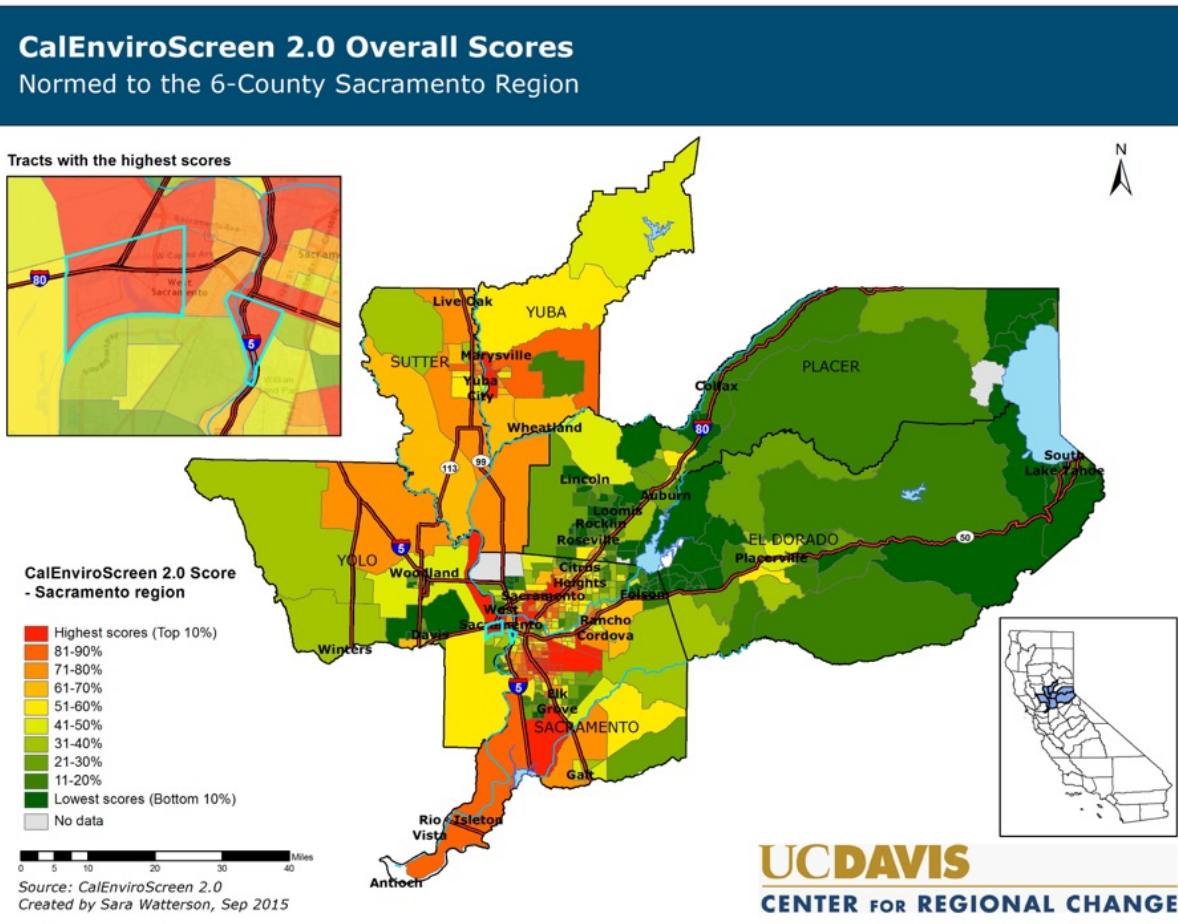 CalEnviroScreen 2.0 Overall Scores
Normed to the 6-County Sacramento Region
Tracts with the highest scores
N
80
Sacramento Ave
W Capitol Ave
West
Sacramento
5
Live Oak
YUBA
SUTTER
Marysville
Yuba
City
Wheatland
113
99
PLACER
Colfax
80
Lincoln
Auburn
Loomis
Rocklin
Roseville
South
Lake Tahoe
EL DORADO
Placerville
50
YOLO
5
Woodland
Citrus
Heights
Sacramento
Folsom
West
Sacramento
Rancho
Cordova
Davis
Winters
5
Elk
Grove
SACRAMENTO
Galt
Rio
Vista
Isleton
Antioch
CalEnviroScreen 2.0 Score
- Sacramento region
Highest scores (Top 10%)
81-90%
71-80%
61-70%
51-60%
41-50%
31-40%
21-30%
11-20%
Lowest scores (Bottom 10%)
No data
Miles
0 5 10 20 30 40
Source: CalEnviroScreen 2.0
Created by Sara Watterson, Sep 2015
UCDAVIS
CENTER FOR REGIONAL CHANGE